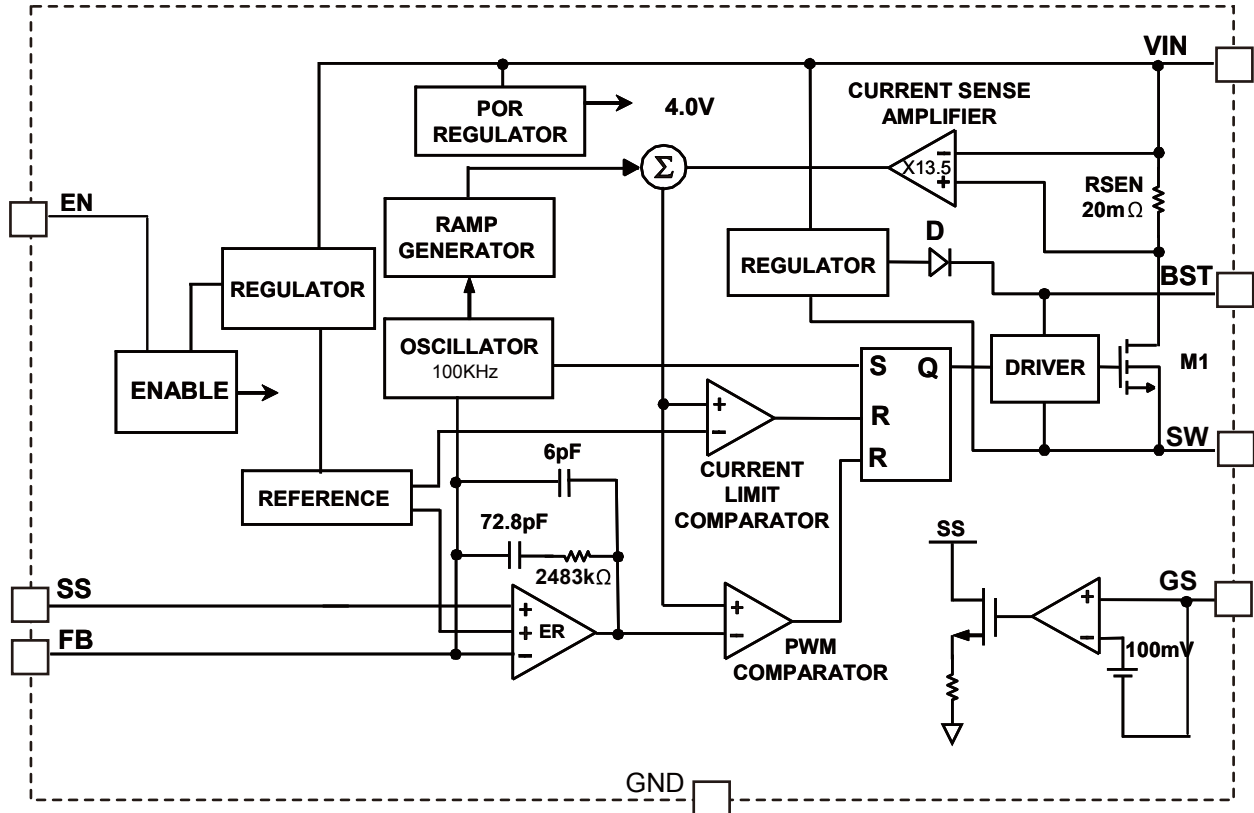 VIN
CURRENT SENSE
AMPLIFIER
POR
REGULATOR
4.0V
Σ
X13.5
−
+
RSEN
20mΩ
EN
RAMP
GENERATOR
D
REGULATOR
REGULATOR
BST
OSCILLATOR
100KHz
ENABLE
S
Q
R
R
DRIVER
M1
+
−
SW
CURRENT
LIMIT
COMPARATOR
6pF
REFERENCE
72.8pF
2483kΩ
SS
SS
GS
+
+
−
ER
+
−
PWM
COMPARATOR
+
−
100mV
FB
GND